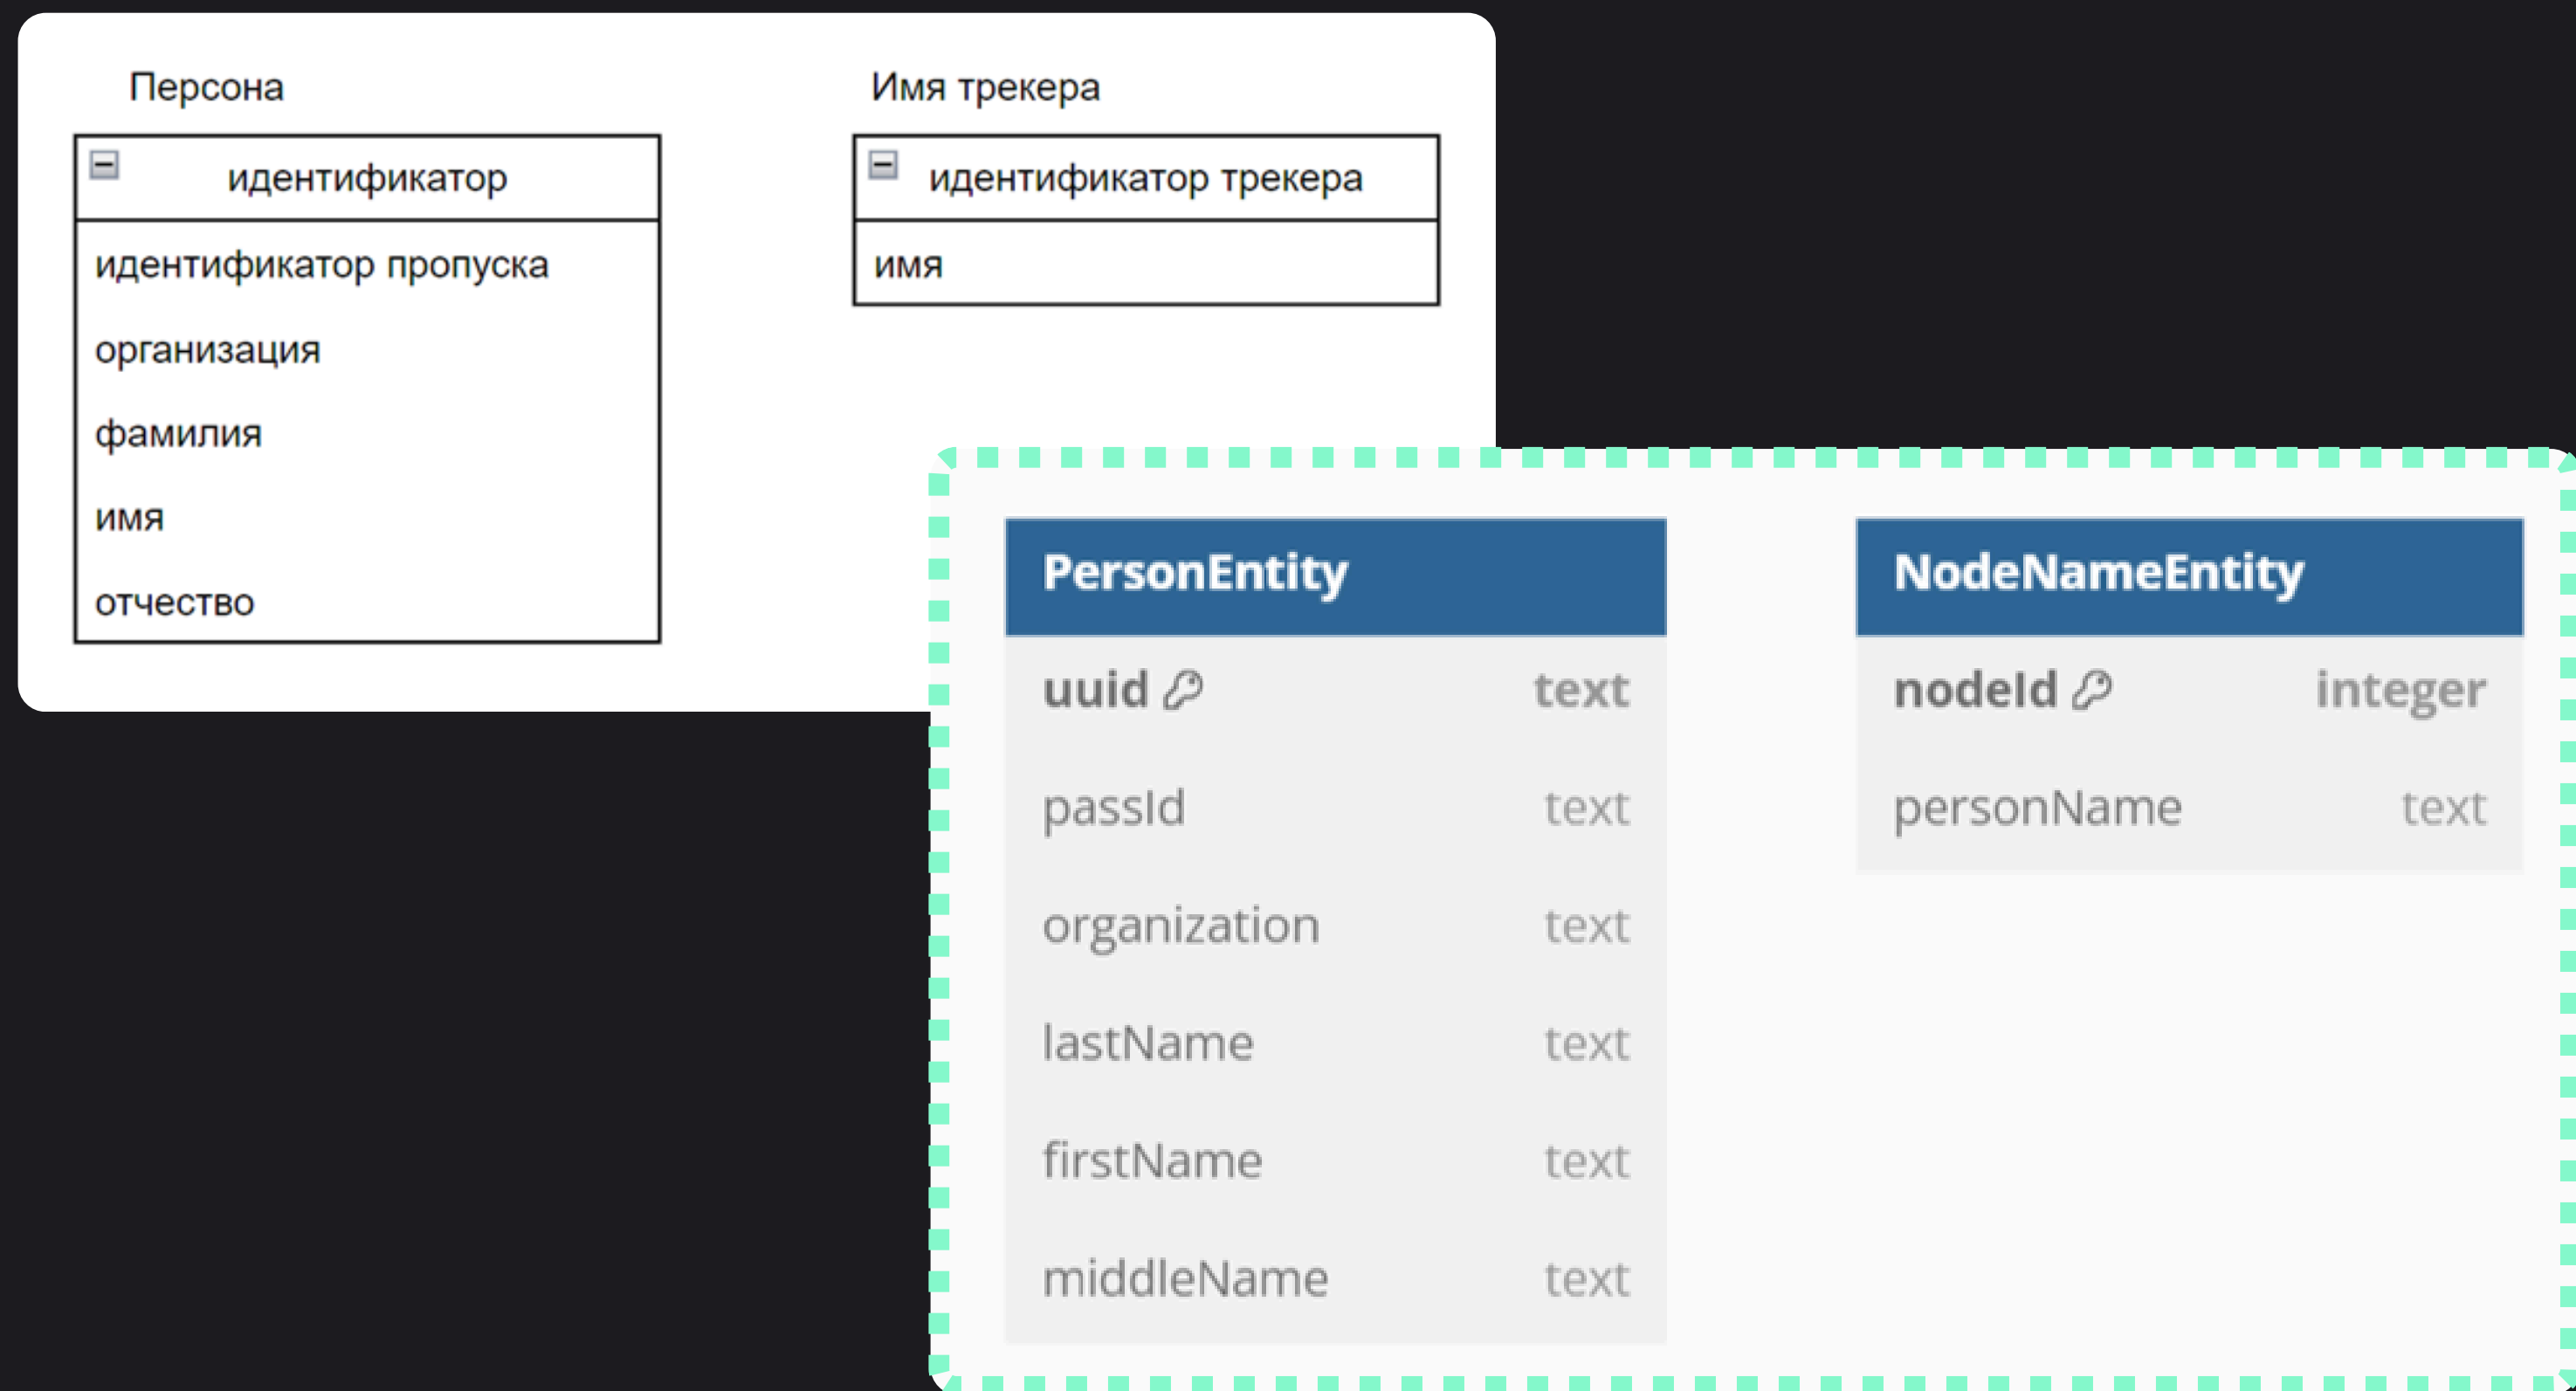 Персона
идентификатор
идентификатор пропуска
организация
фамилия
имя
отчество
Имя трекера
идентификатор трекера
имя
PersonEntity
uuid text
passId text
organization text
lastName text
firstName text
middleName text
NodeNameEntity
nodeId integer
personName text